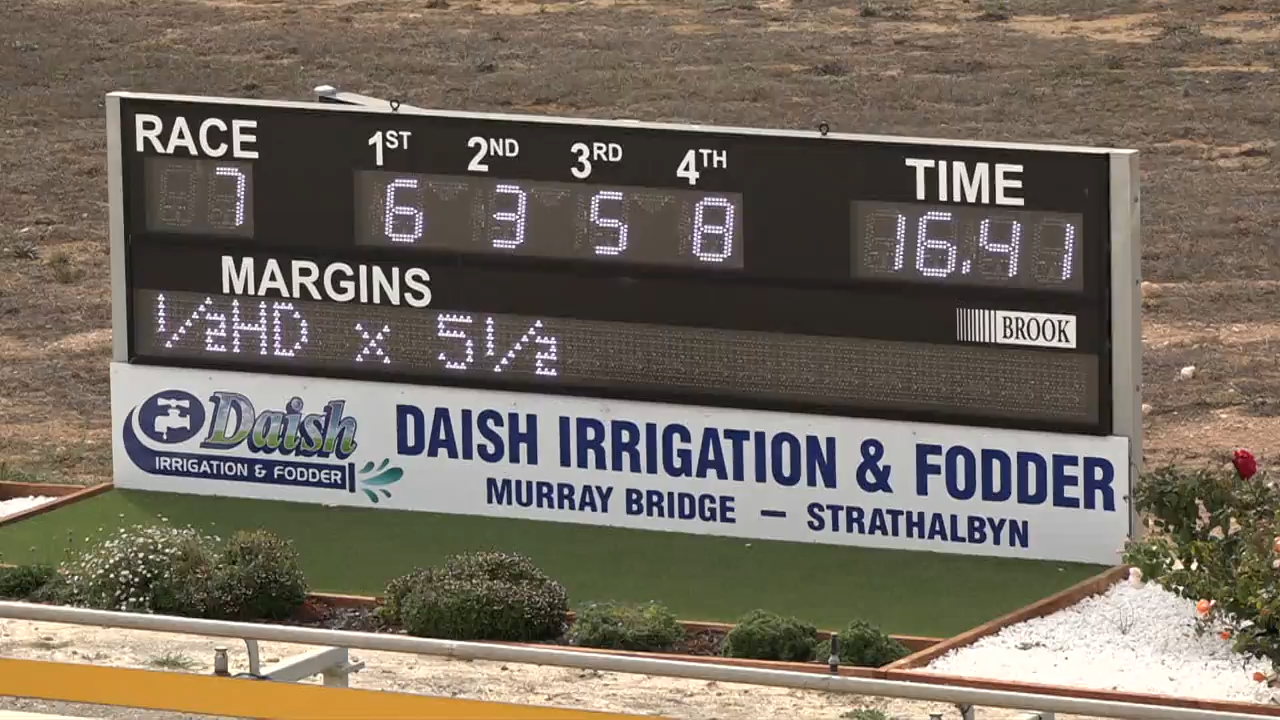 RACE 1ST 2ND 3RD 4TH TIME
7 6 3 5 8 16.41
MARGINS
BROOK
1/2HD x 5 1/2
Daish
IRRIGATION & FODDER
DAISH IRRIGATION & FODDER
MURRAY BRIDGE – STRATHALBYN